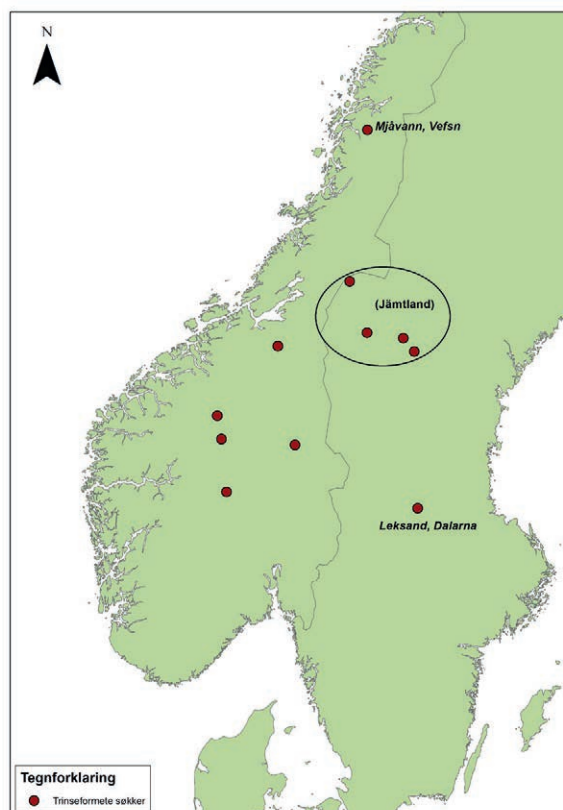 N
Mjåvann, Vefsn
(Jämtland)
Leksand, Dalarna
Tegnforklaring
Trinseformete søkker